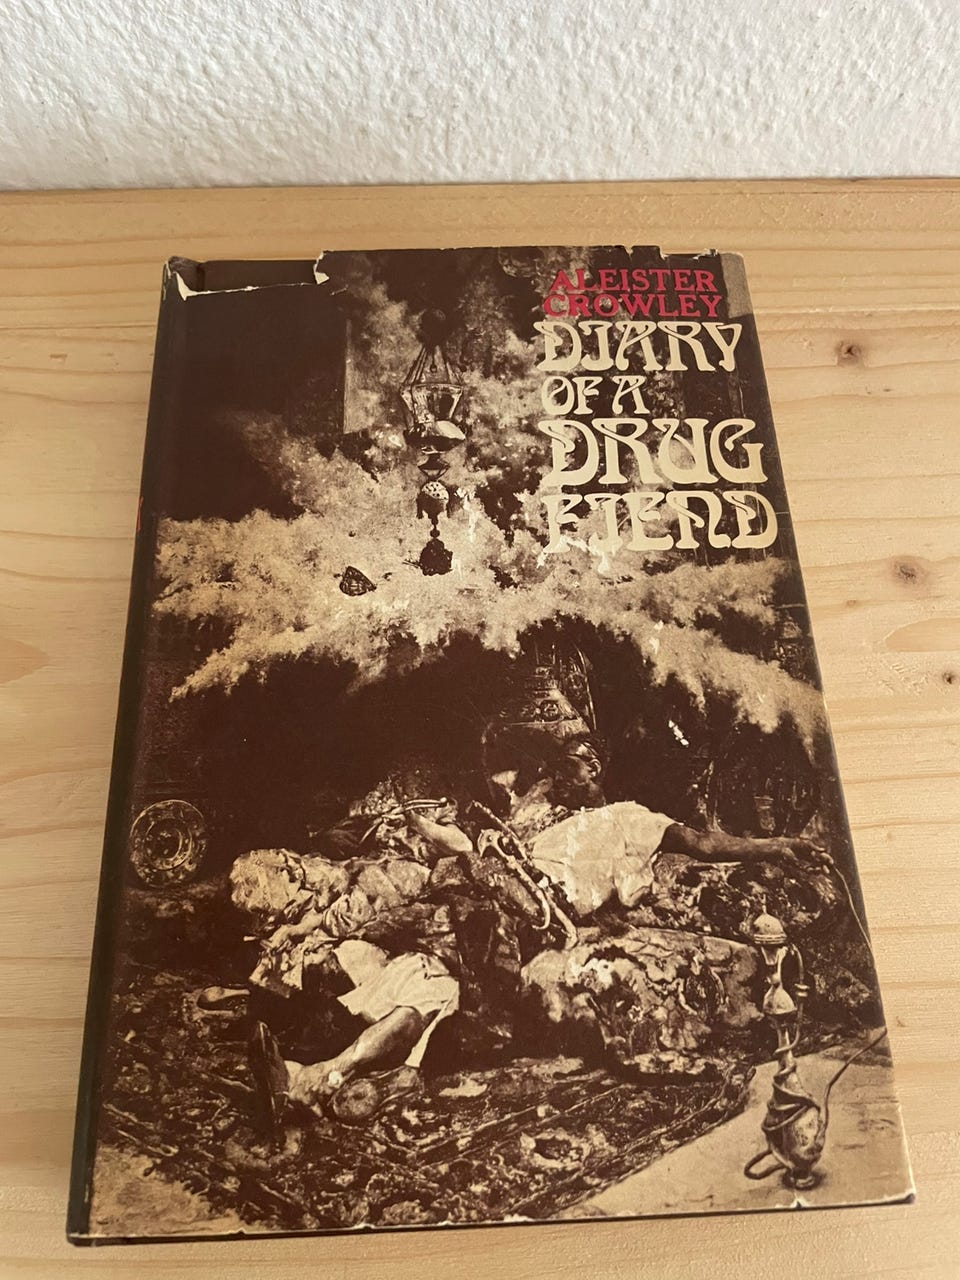 ALEISTER
CROWLEY
DIARY
OF A
DRUG
FIEND